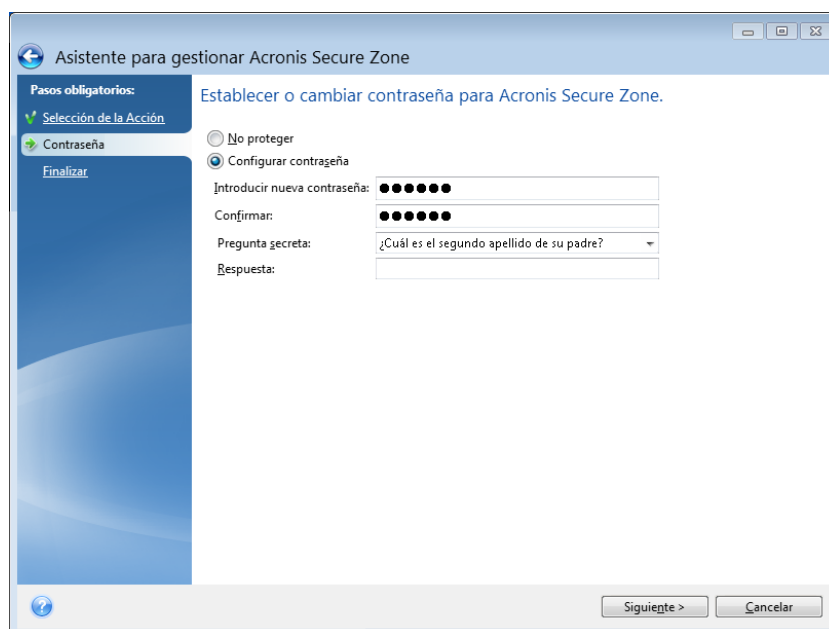 Asistente para gestionar Acronis Secure Zone
Pasos obligatorios:
Selección de la Acción
Contraseña
Finalizar
Establecer o cambiar contraseña para Acronis Secure Zone.
No proteger
Configurar contraseña
Introducir nueva contraseña: ●●●●●●
Confirmar: ●●●●●●
Pregunta secreta: ¿Cuál es el segundo apellido de su padre?
Respuesta:
?
Siguiente >
Cancelar